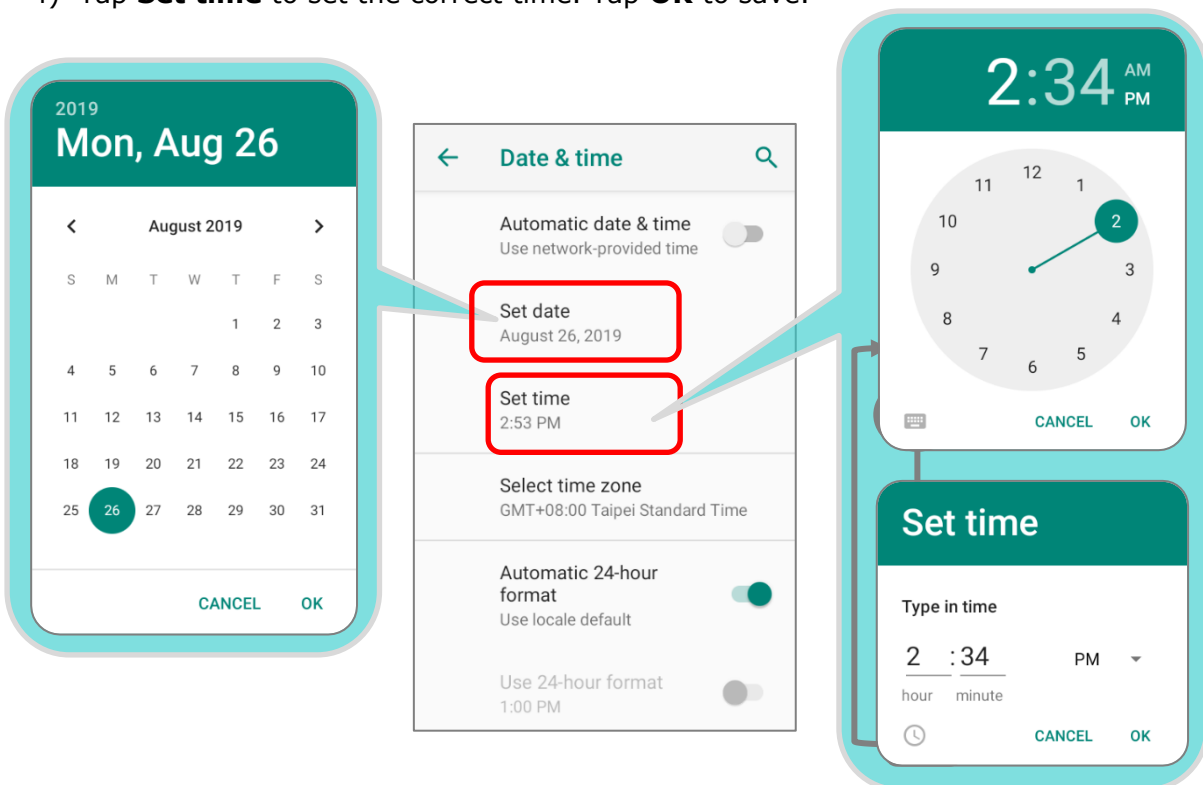 Tap Set time to set the correct time. Tap OK to save.
2019
Mon, Aug 26
August 2019
S M T W T F S
1 2 3
4 5 6 7 8 9 10
11 12 13 14 15 16 17
18 19 20 21 22 23 24
25 26 27 28 29 30 31
CANCEL OK
Date & time
Automatic date & time
Use network-provided time
Set date
August 26, 2019
Set time
2:53 PM
Select time zone
GMT+08:00 Taipei Standard Time
Automatic 24-hour
format
Use locale default
Use 24-hour format
1:00 PM
2:34 AM
PM
12
11 1
10 2
9 3
8 4
7 5
6
CANCEL OK
Set time
Type in time
2 : 34 PM
hour minute
CANCEL OK